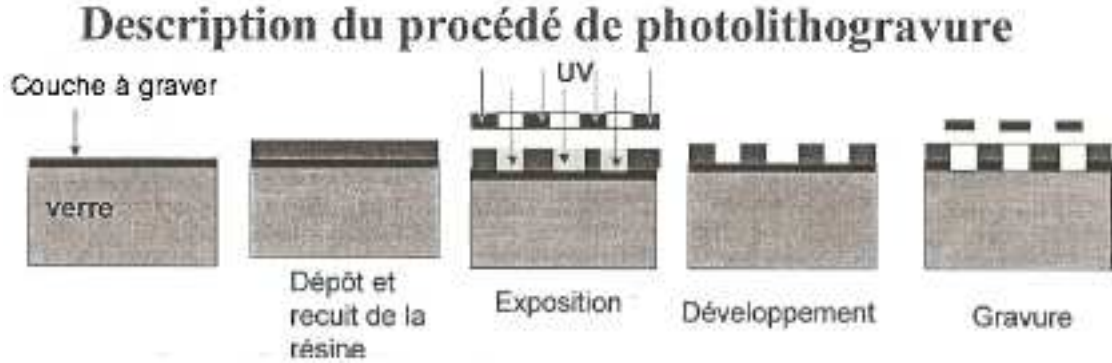 Description du procédé de photolithogravure
Couche à graver
UV
verre
Dépôt et
recuit de la
résine
Exposition
Développement
Gravure